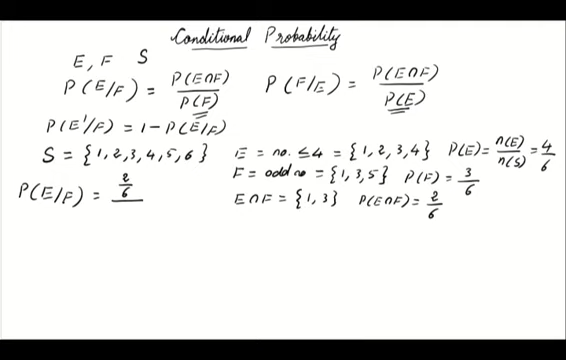 Conditional Probability
E, F S
P(E/F) = P(E∩F)/P(F) P(F/E) = P(E∩F)/P(E)
P(E'/F) = 1 - P(E/F)
S = {1, 2, 3, 4, 5, 6} E = no. ≤ 4 = {1, 2, 3, 4} P(E) = n(E)/n(S) = 4/6
F = odd no = {1, 3, 5} P(F) = 3/6
P(E/F) = 2/6 / E∩F = {1, 3} P(E∩F) = 2/6